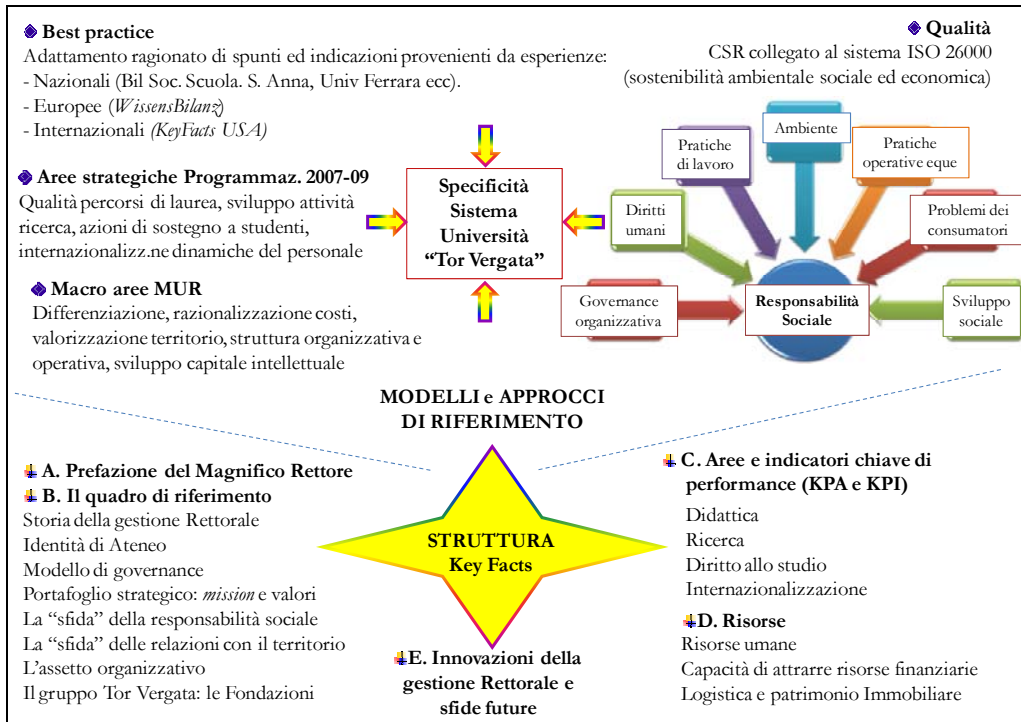 Best practice
Adattamento ragionato di spunti ed indicazioni provenienti da esperienze:
- Nazionali (Bil Soc. Scuola. S. Anna, Univ Ferrara ecc).
- Europee (WissensBilanz)
- Internazionali (KeyFacts USA)
Aree strategiche Programmaz. 2007-09
Qualità percorsi di laurea, sviluppo attività
ricerca, azioni di sostegno a studenti,
internazionalizz.ne dinamiche del personale
Macro aree MUR
Differenziazione, razionalizzazione costi,
valorizzazione territorio, struttura organizzativa e
operativa, sviluppo capitale intellettuale
Specificità
Sistema
Università
“Tor Vergata”
Qualità
CSR collegato al sistema ISO 26000
(sostenibilità ambientale sociale ed economica)
Governance
organizzativa
Diritti
umani
Pratiche
di lavoro
Ambiente
Pratiche
operative eque
Problemi dei
consumatori
Sviluppo
sociale
Responsabilità
Sociale
MODELLI e APPROCCI
DI RIFERIMENTO
A. Prefazione del Magnifico Rettore
B. Il quadro di riferimento
Storia della gestione Rettorale
Identità di Ateneo
Modello di governance
Portafoglio strategico: mission e valori
La “sfida” della responsabilità sociale
La “sfida” delle relazioni con il territorio
L’assetto organizzativo
Il gruppo Tor Vergata: le Fondazioni
STRUTTURA
Key Facts
C. Aree e indicatori chiave di
performance (KPA e KPI)
Didattica
Ricerca
Diritto allo studio
Internazionalizzazione
D. Risorse
Risorse umane
Capacità di attrarre risorse finanziarie
Logistica e patrimonio Immobiliare
E. Innovazioni della
gestione Rettorale e
sfide future